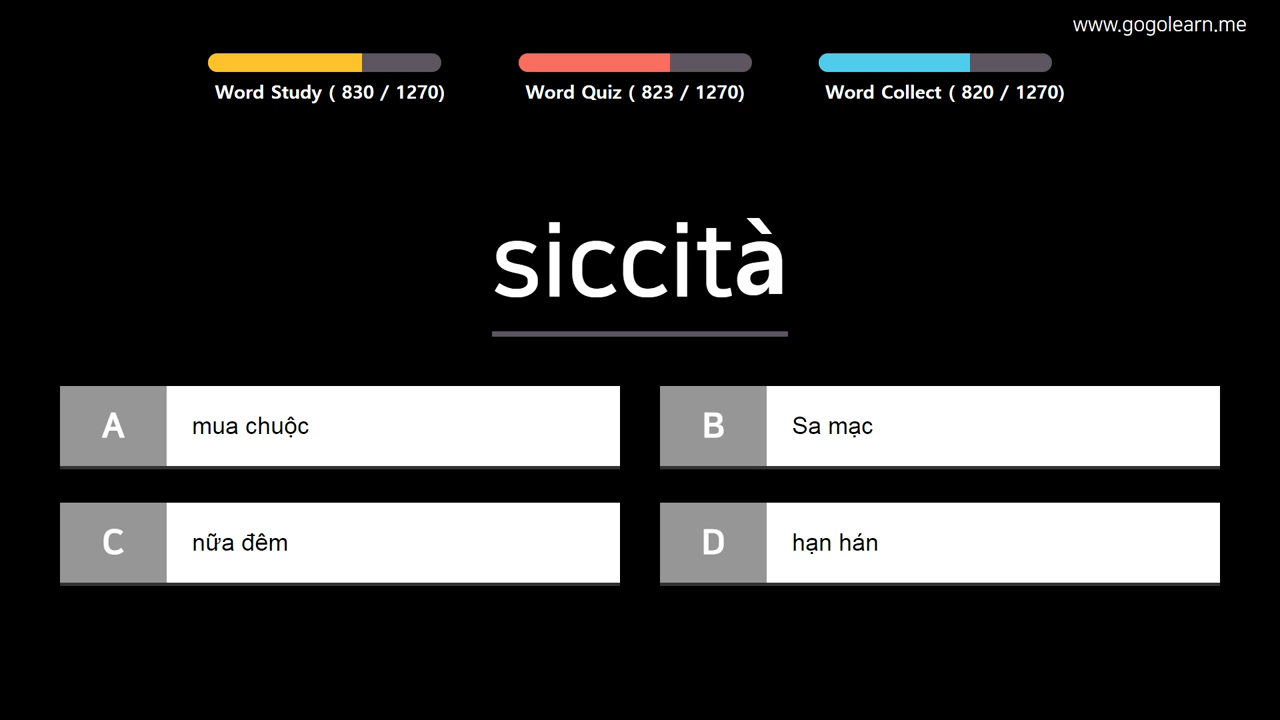 www.gogolearn.me
Word Study ( 830 / 1270)
Word Quiz ( 823 / 1270)
Word Collect ( 820 / 1270)
siccità
A mua chuộc
B Sa mạc
C nữa đêm
D hạn hán